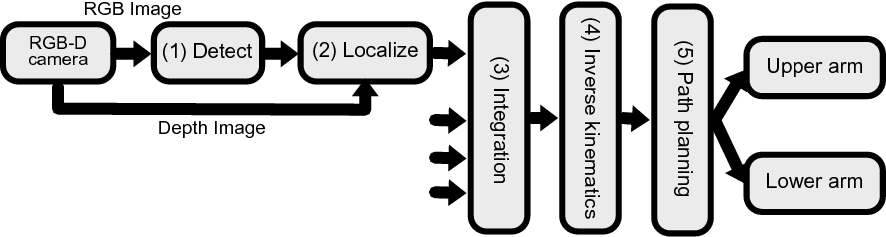 RGB Image
RGB-D
camera
(1) Detect
(2) Localize
Depth Image
(3) Integration
(4) Inverse kinematics
(5) Path planning
Upper arm
Lower arm